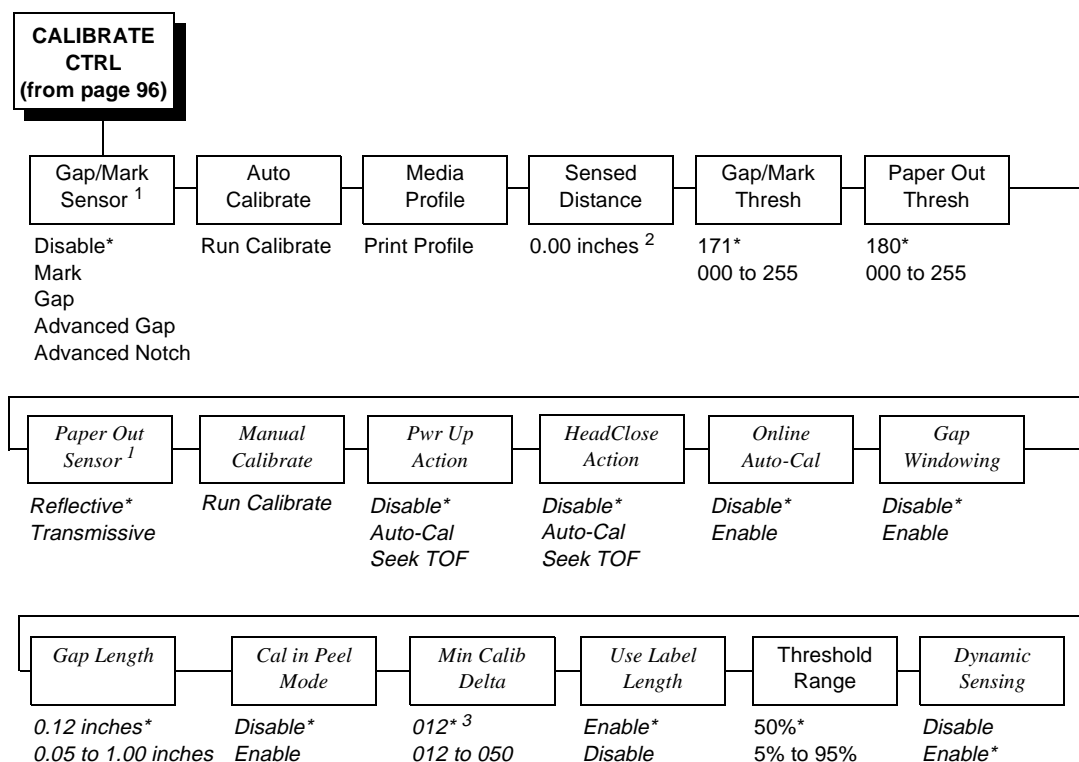 CALIBRATE
CTRL
(from page 96)
Gap/Mark
Sensor 1
Disable*
Mark
Gap
Advanced Gap
Advanced Notch
Auto
Calibrate
Run Calibrate
Media
Profile
Print Profile
Sensed
Distance
0.00 inches 2
Gap/Mark
Thresh
171*
000 to 255
Paper Out
Thresh
180*
000 to 255
Paper Out
Sensor 1
Reflective*
Transmissive
Manual
Calibrate
Run Calibrate
Pwr Up
Action
Disable*
Auto-Cal
Seek TOF
HeadClose
Action
Disable*
Auto-Cal
Seek TOF
Online
Auto-Cal
Disable*
Enable
Gap
Windowing
Disable*
Enable
Gap Length
0.12 inches*
0.05 to 1.00 inches
Cal in Peel
Mode
Disable*
Enable
Min Calib
Delta
012* 3
012 to 050
Use Label
Length
Enable*
Disable
Threshold
Range
50%*
5% to 95%
Dynamic
Sensing
Disable
Enable*